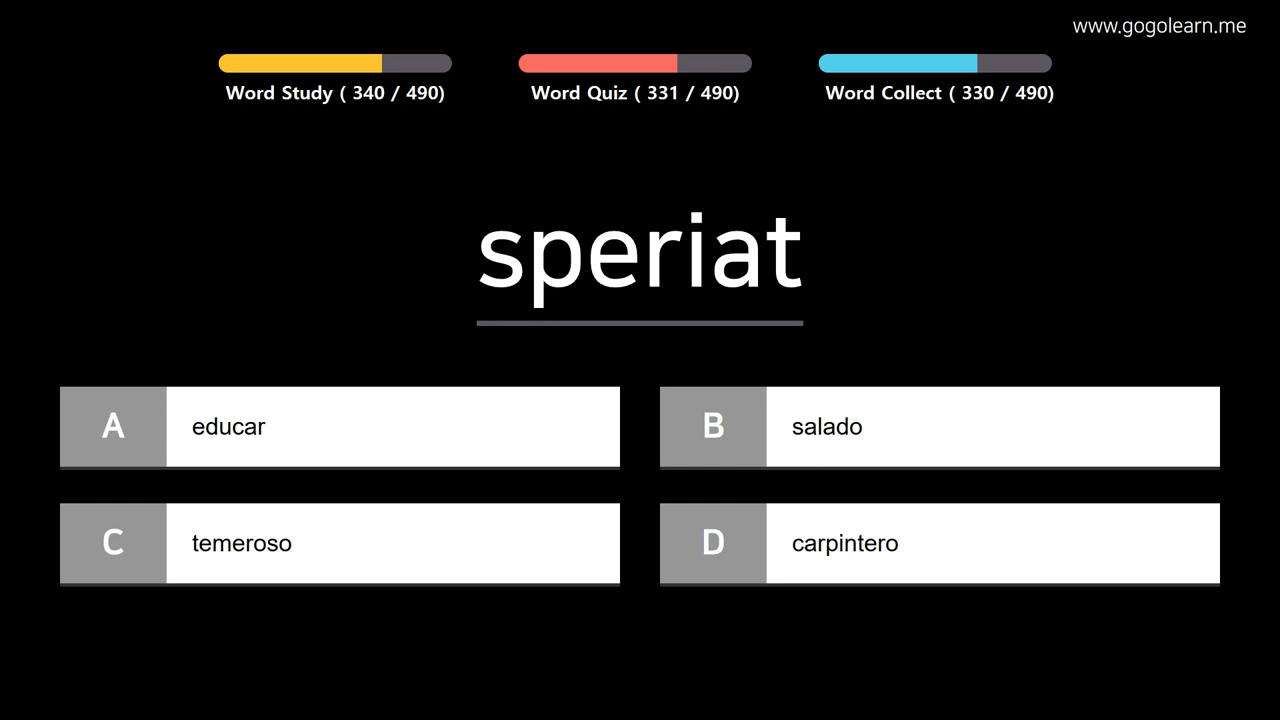 www.gogolearn.me
Word Study ( 340 / 490)
Word Quiz ( 331 / 490)
Word Collect ( 330 / 490)
speriat
A educar
B salado
C temeroso
D carpintero